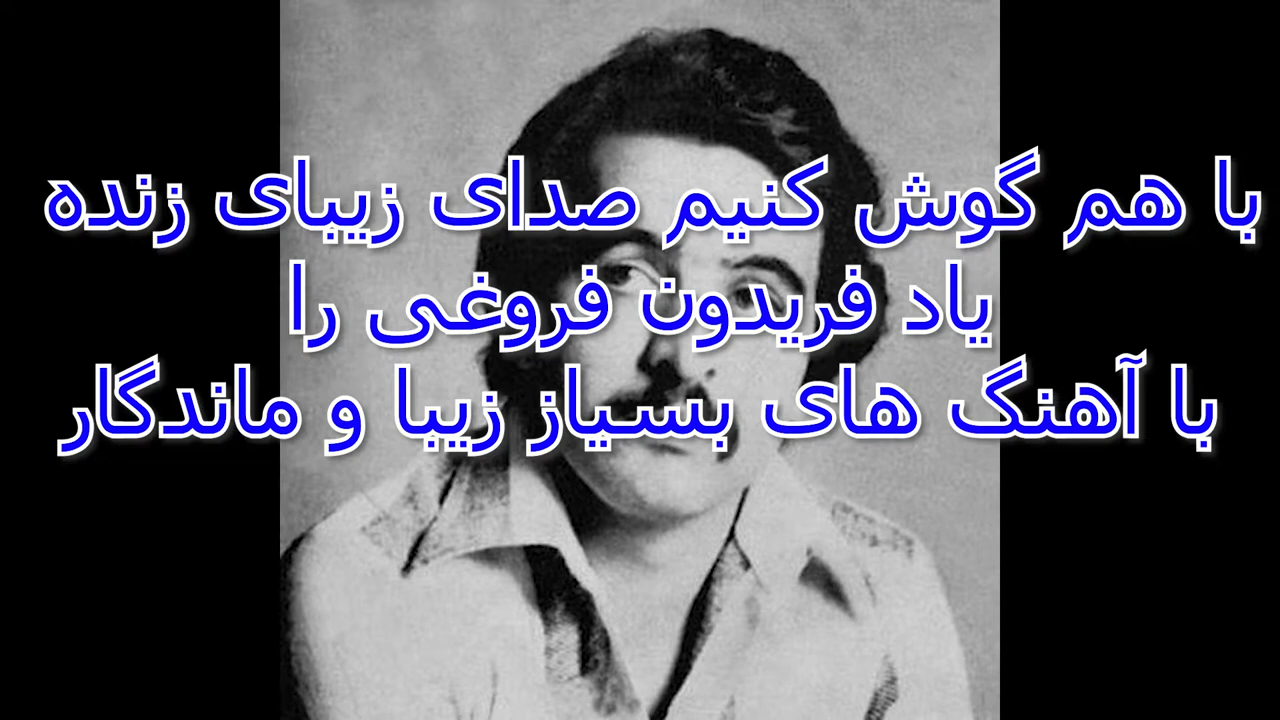 با هم گوش کنیم صدای زیبای زنده
یاد فریدون فروغی را
با آهنگ های بسیاز زیبا و ماندگار